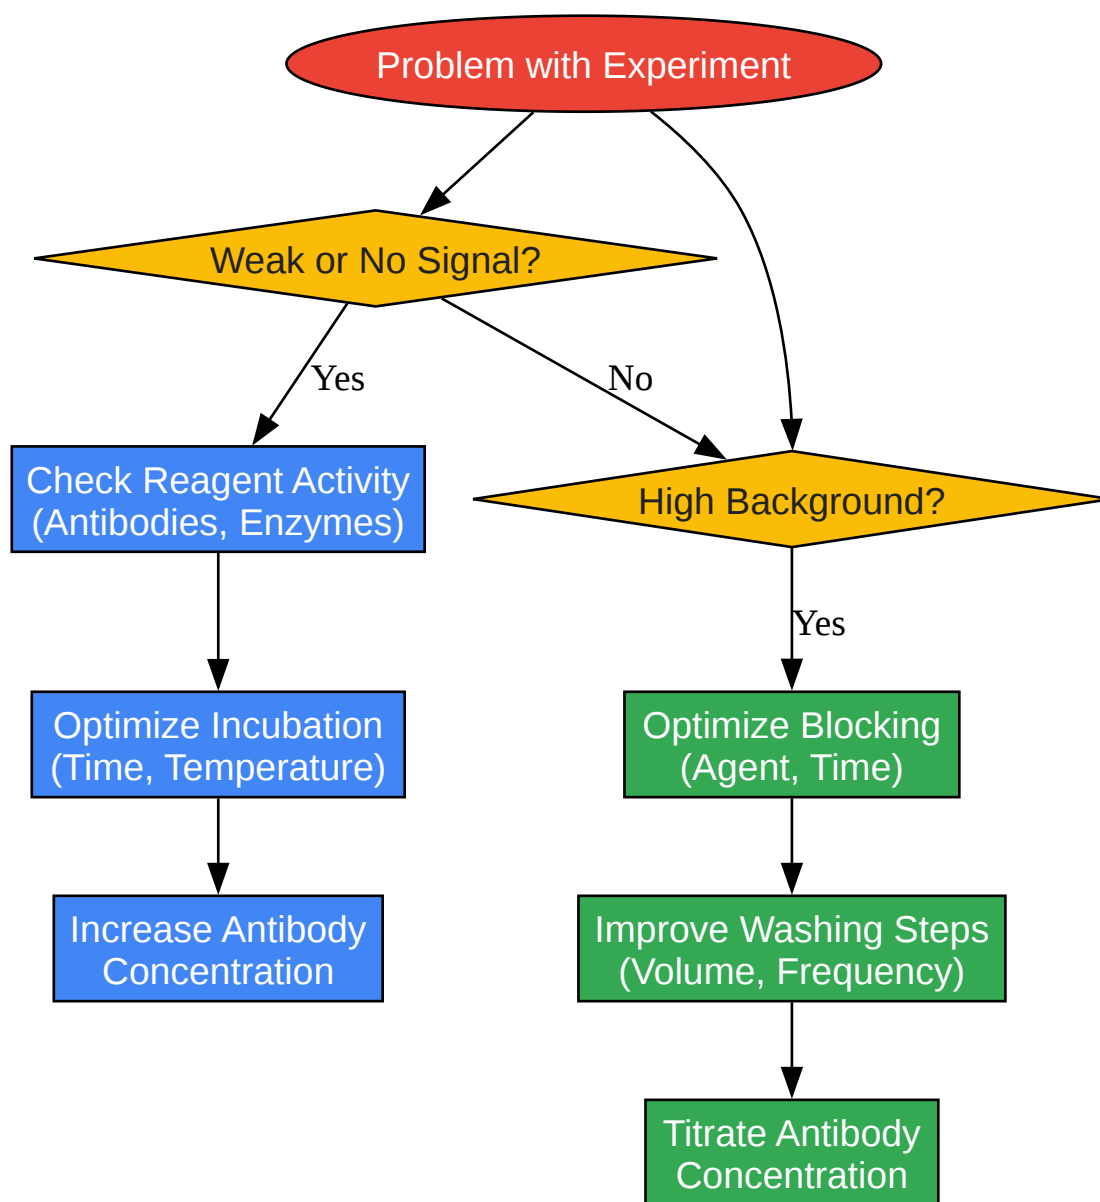 Problem with Experiment
Weak or No Signal?
Yes
No
Check Reagent Activity
(Antibodies, Enzymes)
High Background?
Yes
Optimize Incubation
(Time, Temperature)
Optimize Blocking
(Agent, Time)
Increase Antibody
Concentration
Improve Washing Steps
(Volume, Frequency)
Titrate Antibody
Concentration